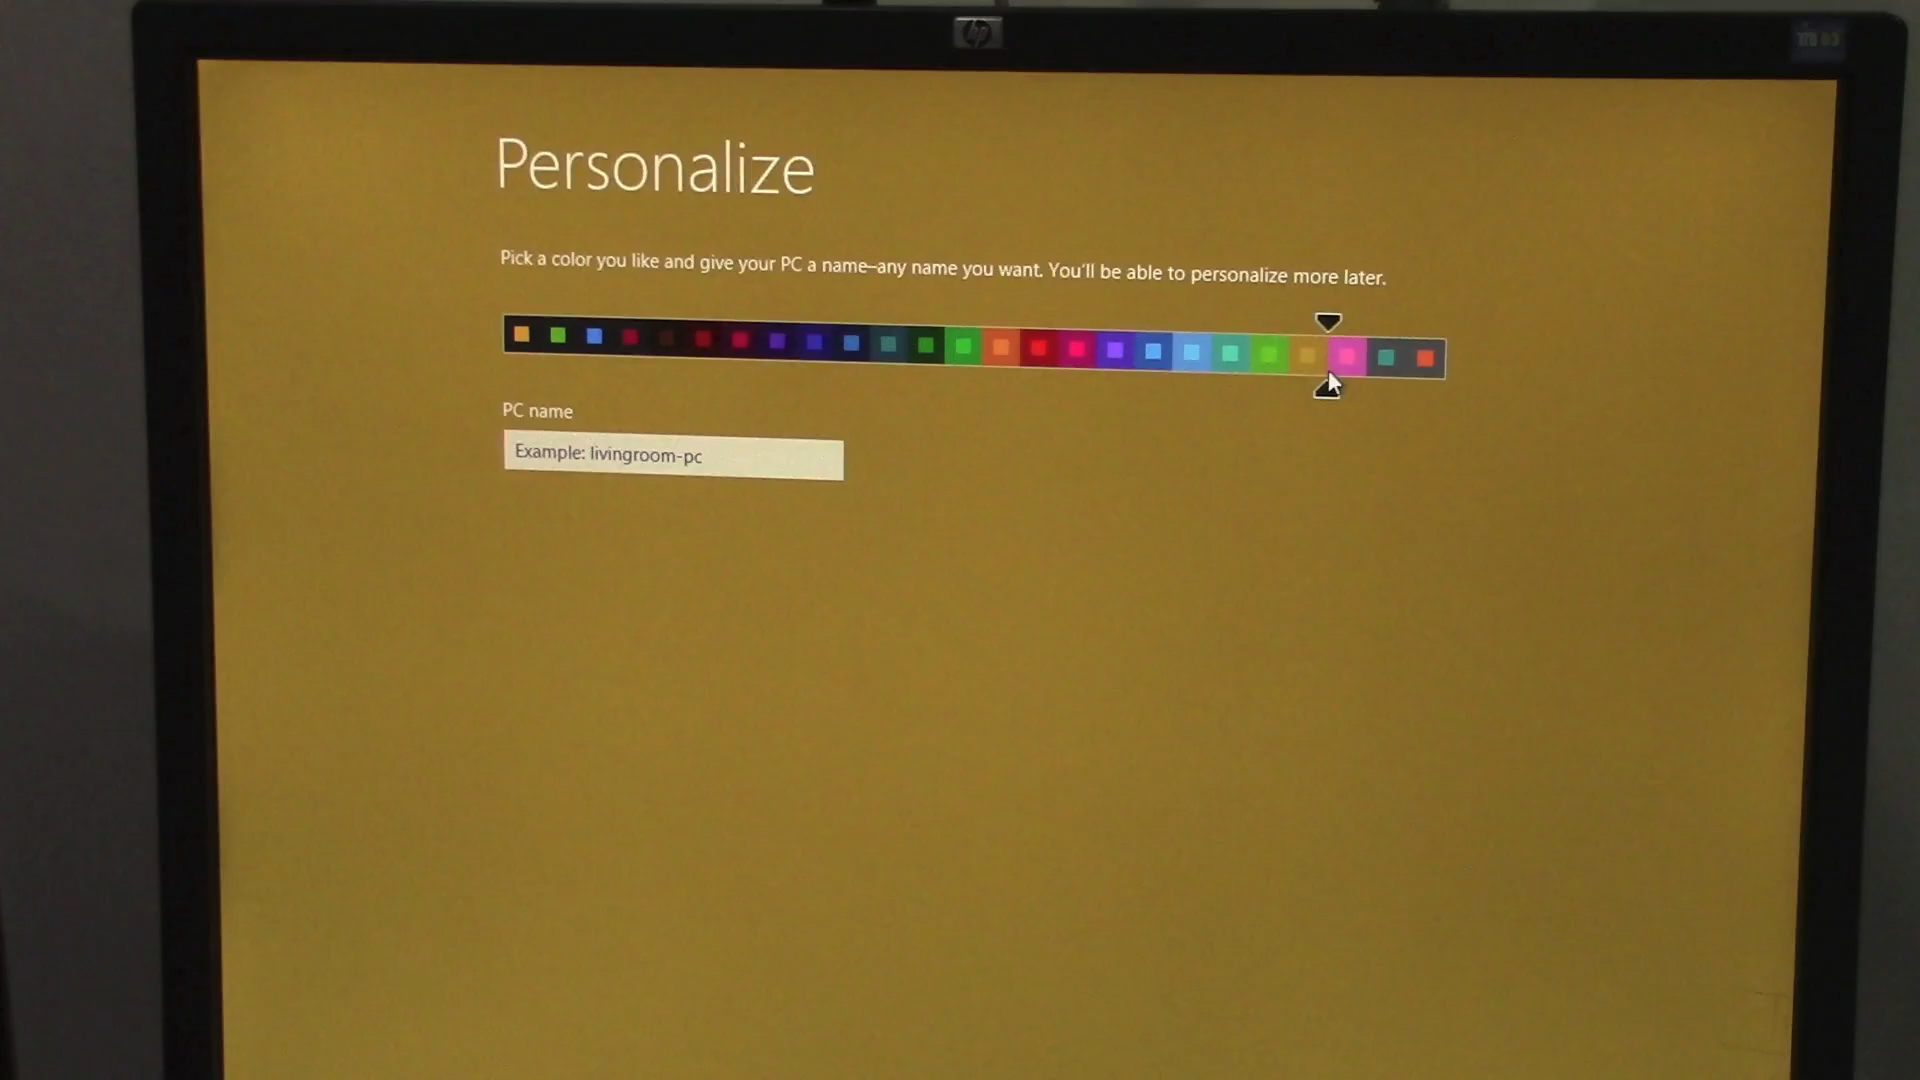 hp
Personalize
Pick a color you like and give your PC a name–any name you want. You'll be able to personalize more later.
PC name
Example: livingroom-pc